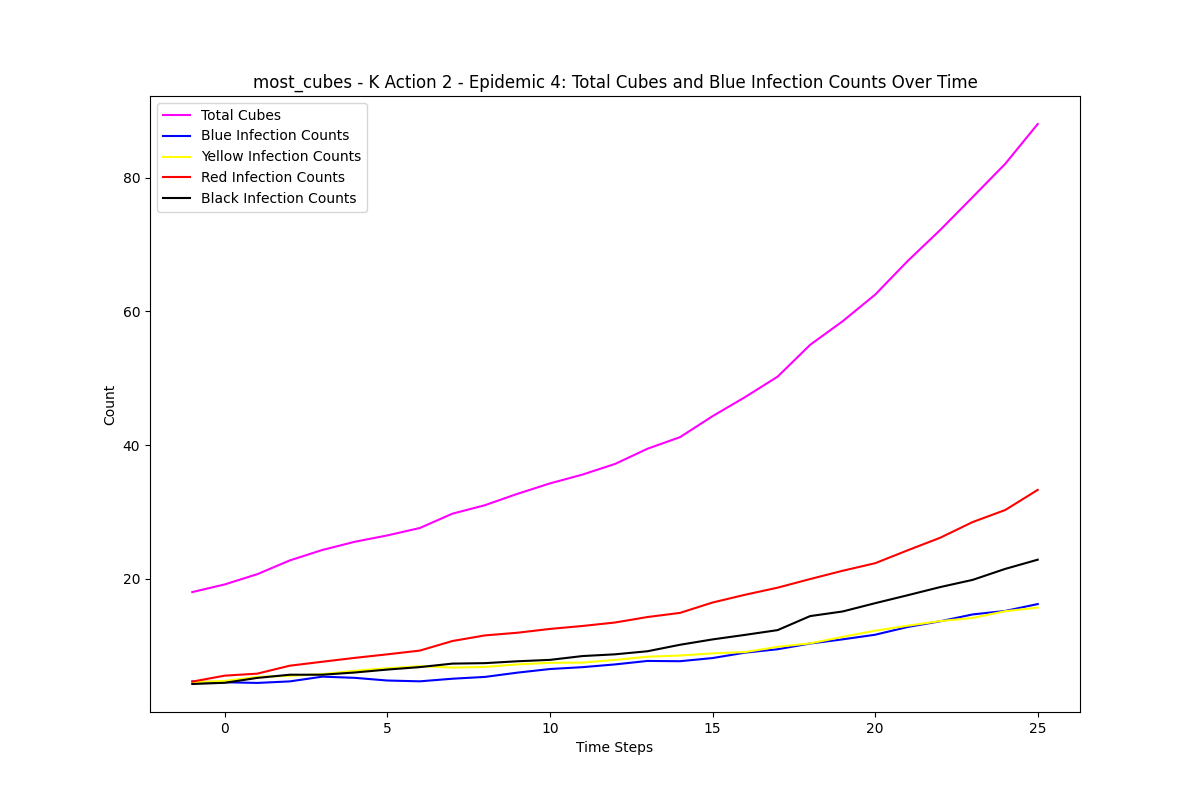 most_cubes - K Action 2 - Epidemic 4: Total Cubes and Blue Infection Counts Over Time
Total Cubes
Blue Infection Counts
Yellow Infection Counts
Red Infection Counts
Black Infection Counts
80
60
40
20
Count
0 5 10 15 20 25
Time Steps